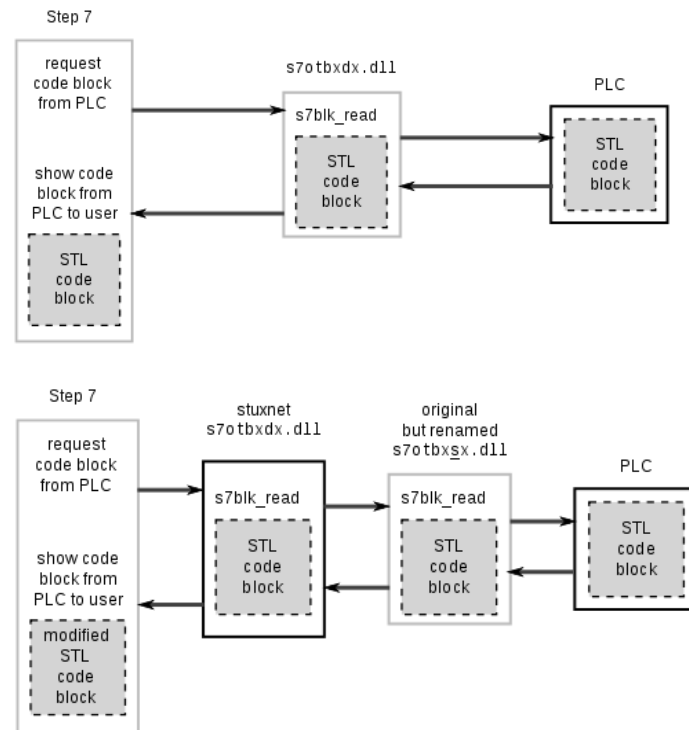 Step 7
request
code block
from PLC
show code
block from
PLC to user
STL
code
block
s7otbxdx.dll
s7blk_read
STL
code
block
PLC
STL
code
block
Step 7
request
code block
from PLC
show code
block from
PLC to user
modified
STL
code
block
stuxnet
s7otbxdx.dll
s7blk_read
STL
code
block
original
but renamed
s7otbxsx.dll
s7blk_read
STL
code
block
PLC
STL
code
block